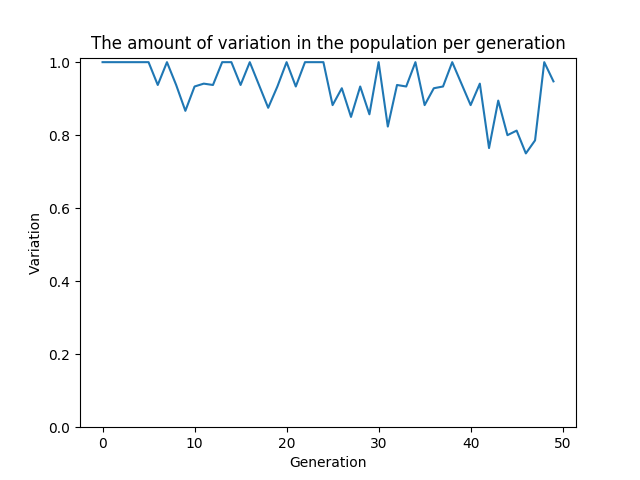 The amount of variation in the population per generation
1.0
0.8
0.6
0.4
0.2
0.0
Variation
0 10 20 30 40 50
Generation